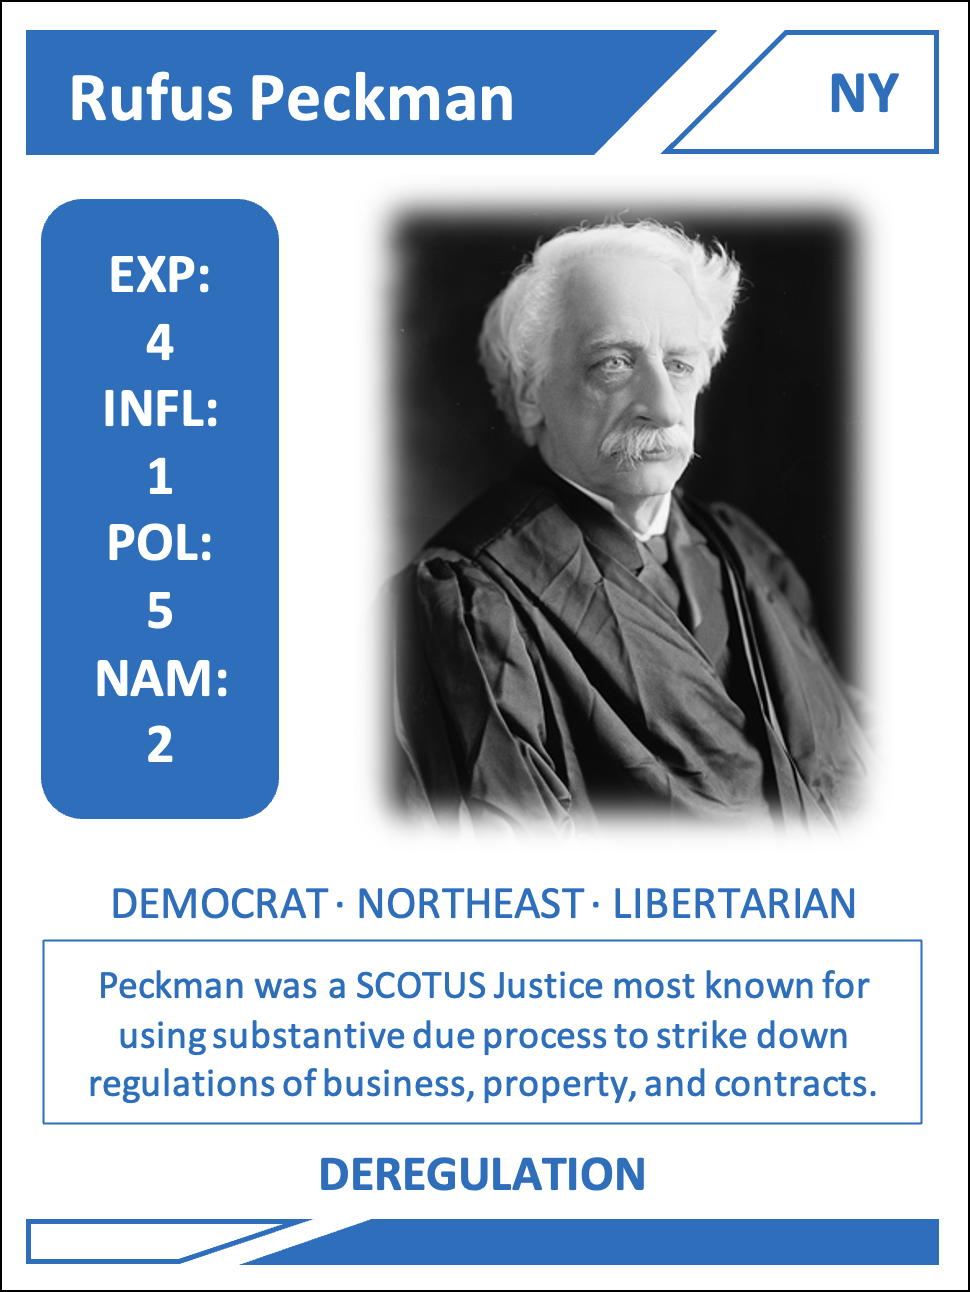 Rufus Peckman
NY
EXP:
4
INFL:
1
POL:
5
NAM:
2
DEMOCRAT · NORTHEAST · LIBERTARIAN
Peckman was a SCOTUS Justice most known for
using substantive due process to strike down
regulations of business, property, and contracts.
DEREGULATION